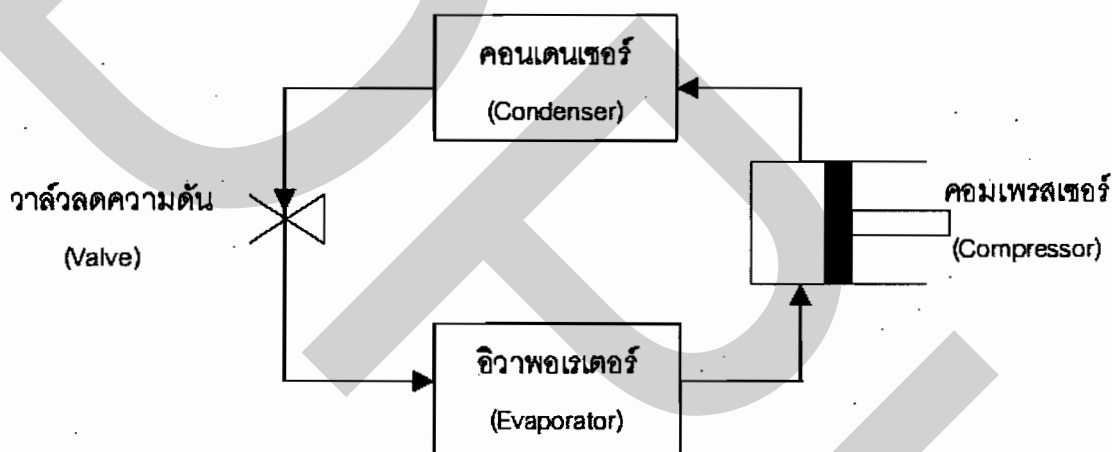 คอนเดนเซอร์
(Condenser)
วาล์วลดความดัน
(Valve)
คอมเพรสเซอร์
(Compressor)
อิวาพอเรเตอร์
(Evaporator)